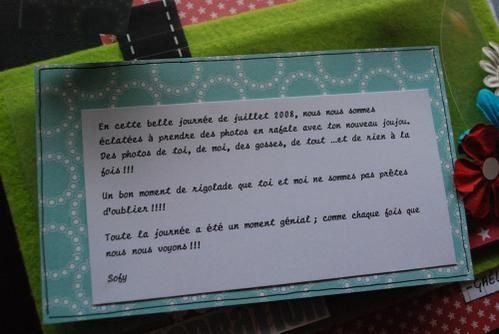 En cette belle journée de juillet 2008, nous nous sommes
éclatées à prendre des photos en rafale avec ton nouveau joujou.
Des photos de toi, de moi, des gosses, de tout ...et de rien à la
fois!!!
Un bon moment de rigolade que toi et moi ne sommes pas prêtes
d'oublier!!!!
Toute la journée a été un moment génial ; comme chaque fois que
nous nous voyons!!!
Sofy